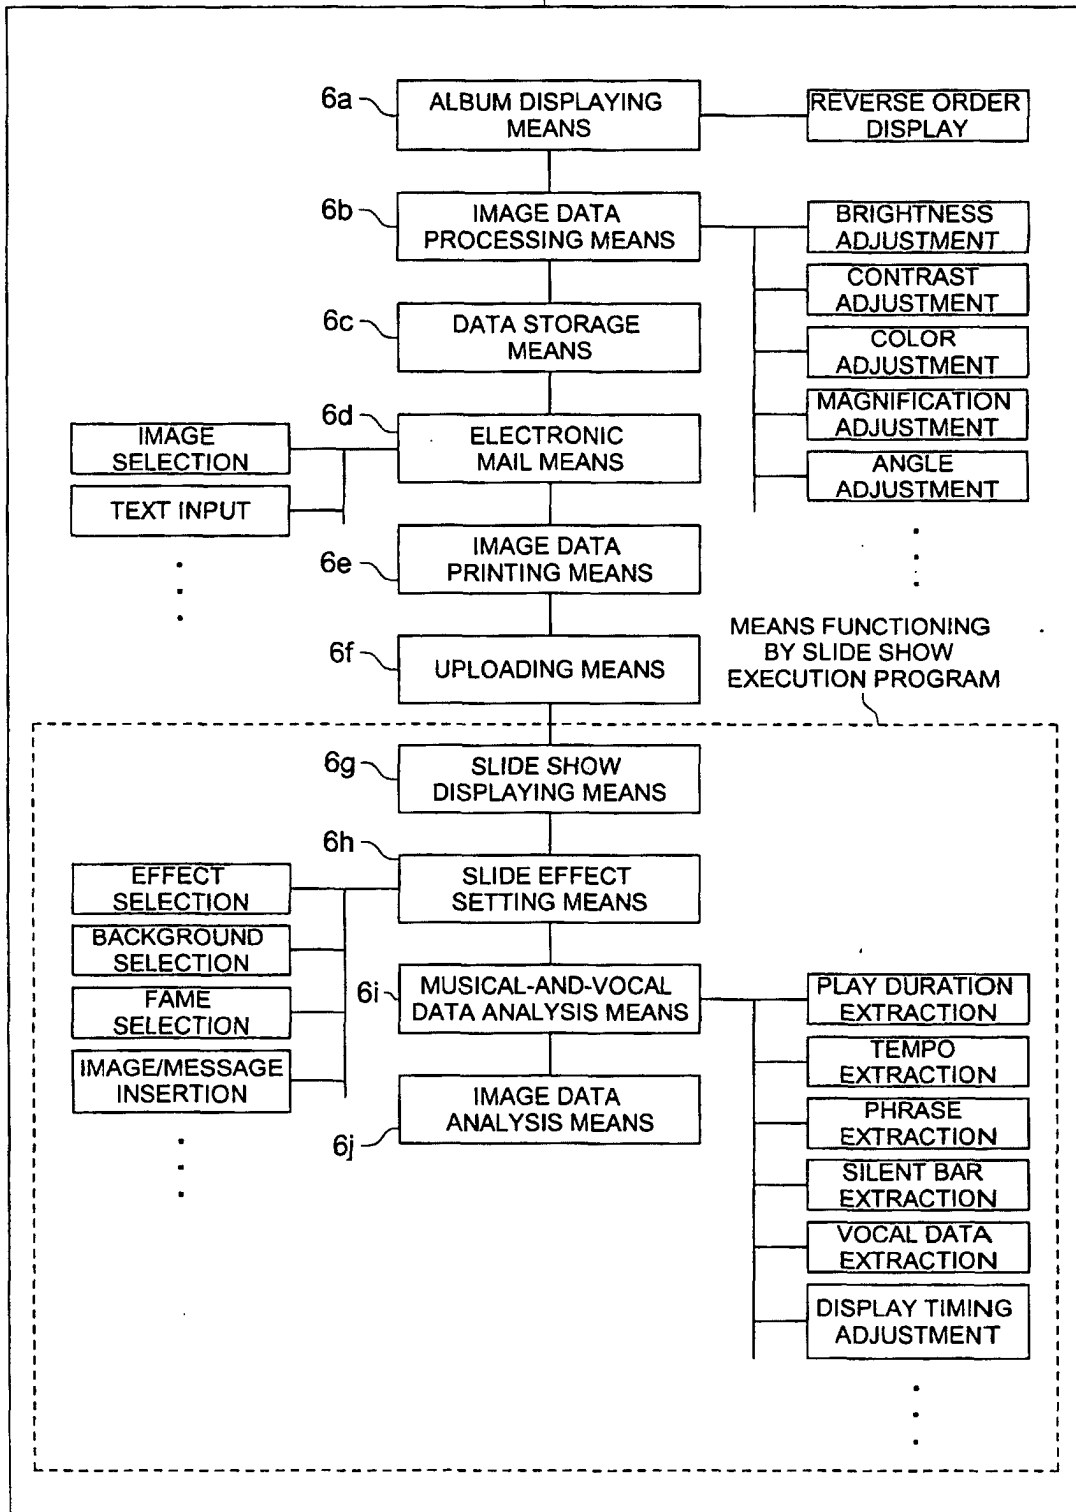 6a
ALBUM DISPLAYING
MEANS
REVERSE ORDER
DISPLAY
6b
IMAGE DATA
PROCESSING MEANS
BRIGHTNESS
ADJUSTMENT
CONTRAST
ADJUSTMENT
6c
DATA STORAGE
MEANS
COLOR
ADJUSTMENT
6d
ELECTRONIC
MAIL MEANS
MAGNIFICATION
ADJUSTMENT
IMAGE
SELECTION
ANGLE
ADJUSTMENT
TEXT INPUT
6e
IMAGE DATA
PRINTING MEANS
6f
UPLOADING MEANS
MEANS FUNCTIONING
BY SLIDE SHOW
EXECUTION PROGRAM
6g
SLIDE SHOW
DISPLAYING MEANS
6h
SLIDE EFFECT
SETTING MEANS
EFFECT
SELECTION
BACKGROUND
SELECTION
FAME
SELECTION
IMAGE/MESSAGE
INSERTION
6i
MUSICAL-AND-VOCAL
DATA ANALYSIS MEANS
PLAY DURATION
EXTRACTION
TEMPO
EXTRACTION
PHRASE
EXTRACTION
SILENT BAR
EXTRACTION
VOCAL DATA
EXTRACTION
DISPLAY TIMING
ADJUSTMENT
6j
IMAGE DATA
ANALYSIS MEANS